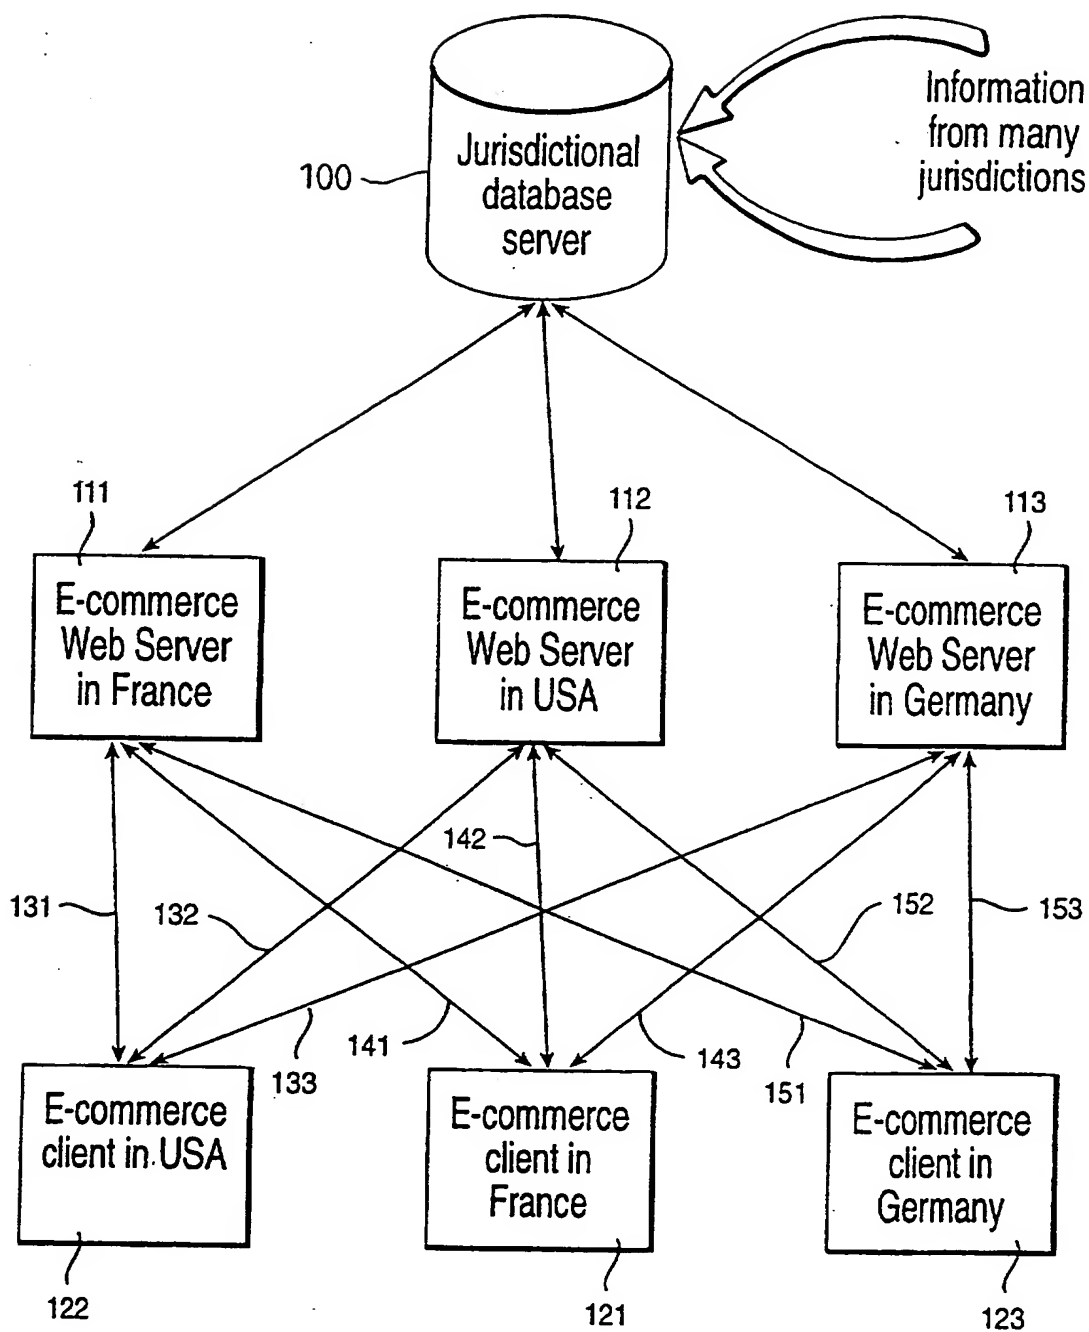 Information
from many
jurisdictions
Jurisdictional
database
server
100
111
112
113
E-commerce
Web Server
in France
E-commerce
Web Server
in USA
E-commerce
Web Server
in Germany
142
131
132
152
153
133
141
143
151
E-commerce
client in USA
E-commerce
client in
France
E-commerce
client in
Germany
122
121
123